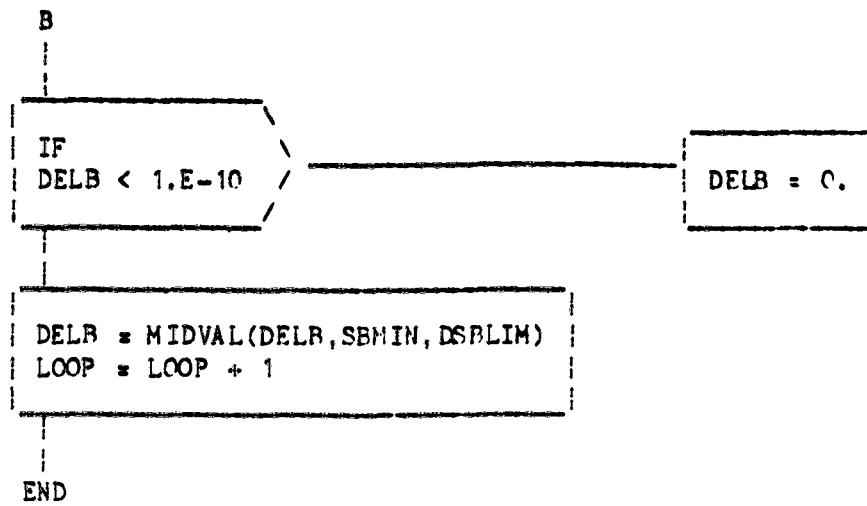 B
IF
DELB < 1.E-10
DELB = 0.
DELB = MIDVAL(DELB,SBMIN,DSBLIM)
LOOP = LOOP + 1
END